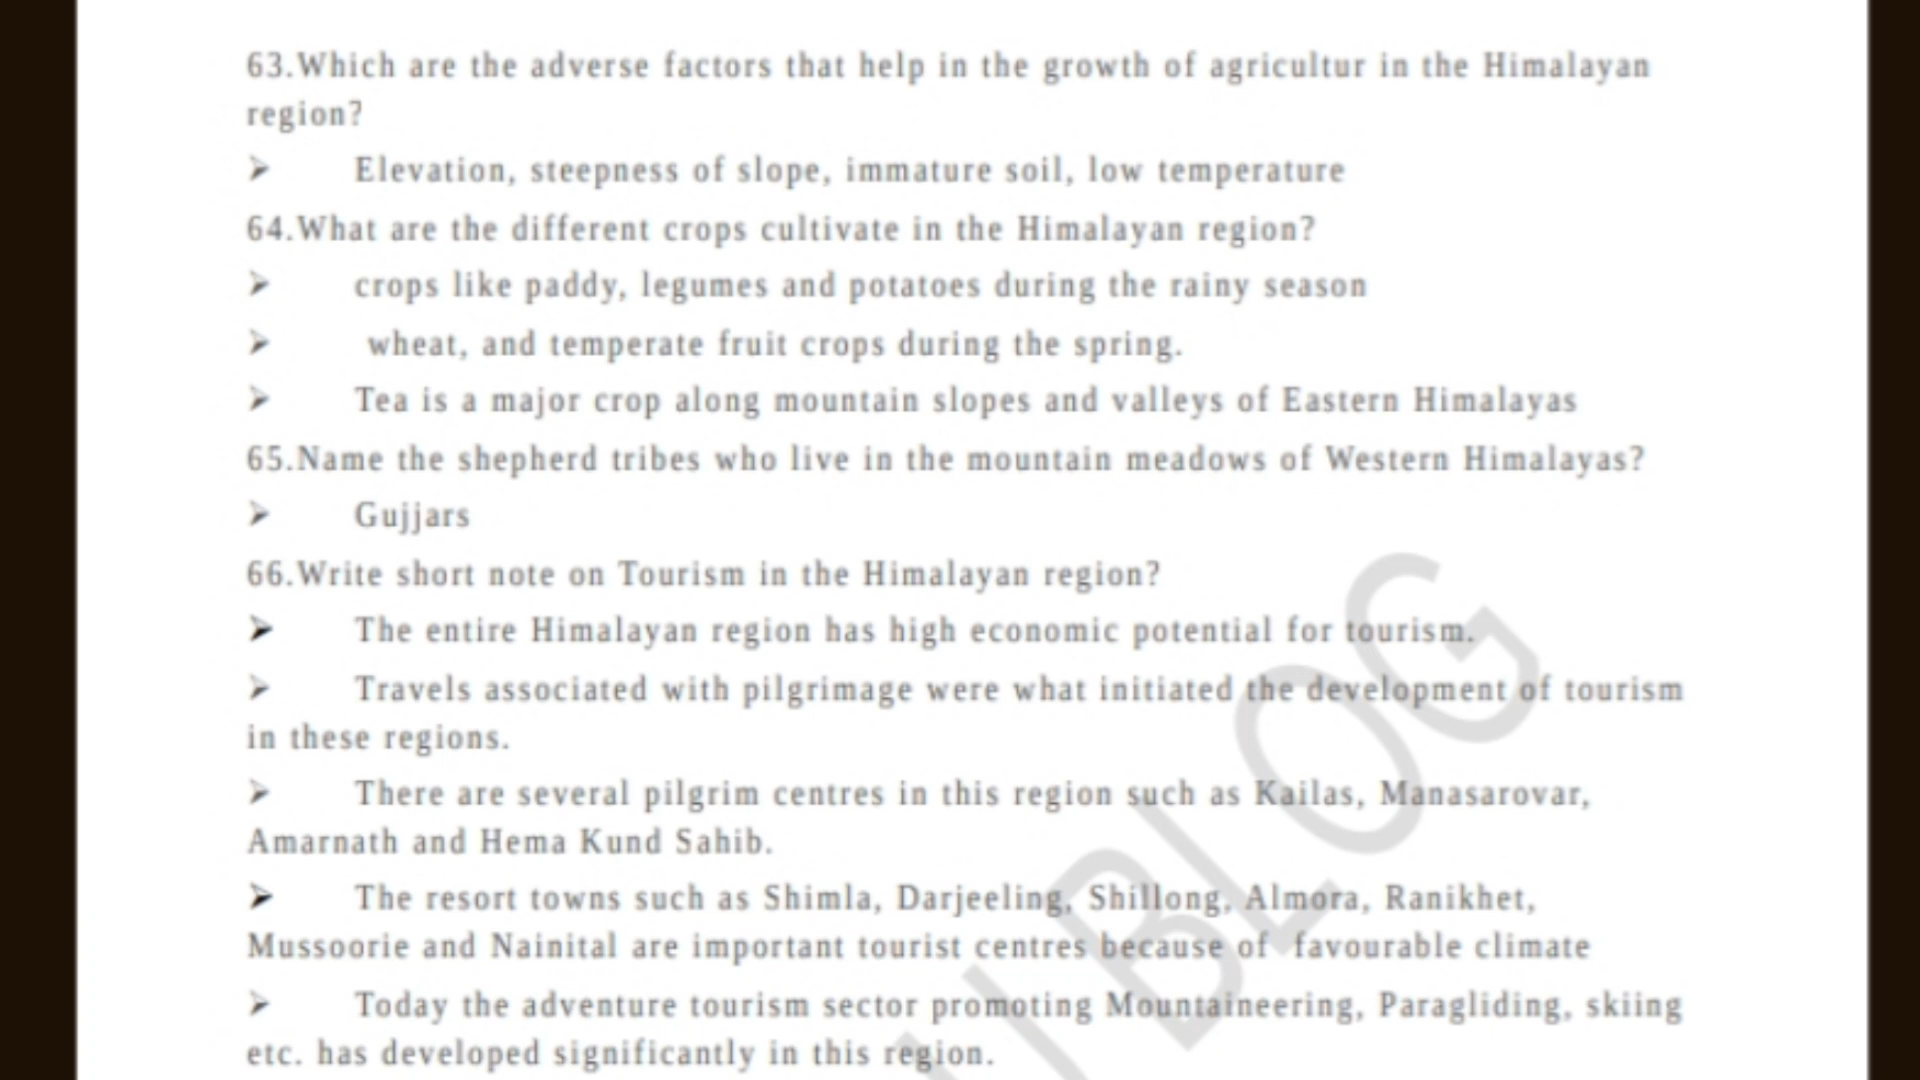 63.Which are the adverse factors that help in the growth of agricultur in the Himalayan
region?
➢ Elevation, steepness of slope, immature soil, low temperature
64.What are the different crops cultivate in the Himalayan region?
➢ crops like paddy, legumes and potatoes during the rainy season
➢ wheat, and temperate fruit crops during the spring.
➢ Tea is a major crop along mountain slopes and valleys of Eastern Himalayas
65.Name the shepherd tribes who live in the mountain meadows of Western Himalayas?
➢ Gujjars
66.Write short note on Tourism in the Himalayan region?
➢ The entire Himalayan region has high economic potential for tourism.
➢ Travels associated with pilgrimage were what initiated the development of tourism
in these regions.
➢ There are several pilgrim centres in this region such as Kailas, Manasarovar,
Amarnath and Hema Kund Sahib.
➢ The resort towns such as Shimla, Darjeeling, Shillong, Almora, Ranikhet,
Mussoorie and Nainital are important tourist centres because of favourable climate
➢ Today the adventure tourism sector promoting Mountaineering, Paragliding, skiing
etc. has developed significantly in this region.
BLOG